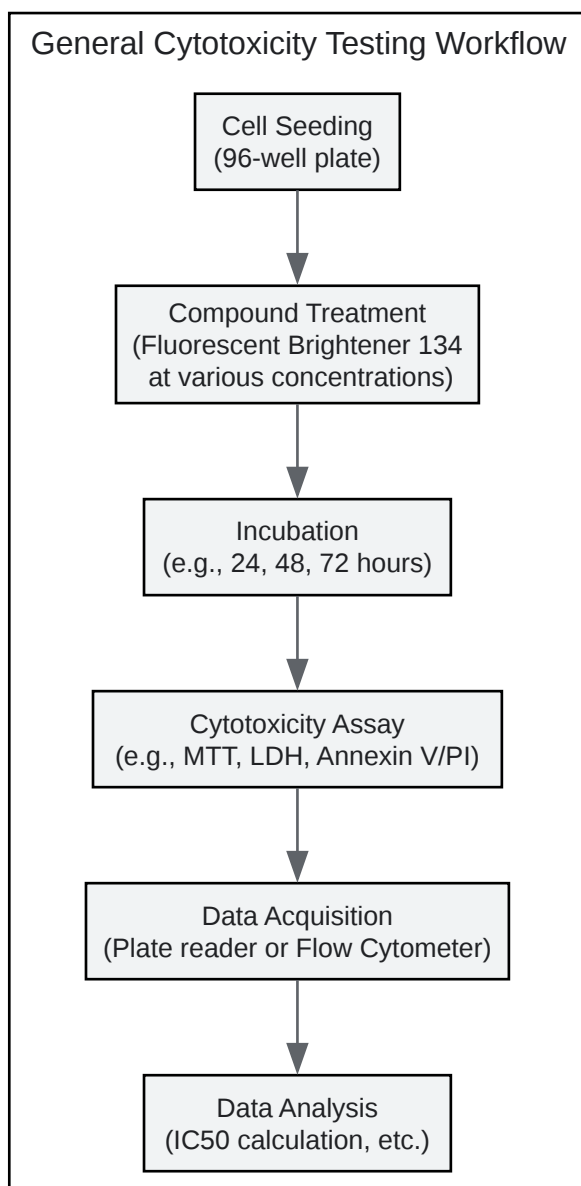 General Cytotoxicity Testing Workflow
Cell Seeding
(96-well plate)
Compound Treatment
(Fluorescent Brightener 134
at various concentrations)
Incubation
(e.g., 24, 48, 72 hours)
Cytotoxicity Assay
(e.g., MTT, LDH, Annexin V/PI)
Data Acquisition
(Plate reader or Flow Cytometer)
Data Analysis
(IC50 calculation, etc.)